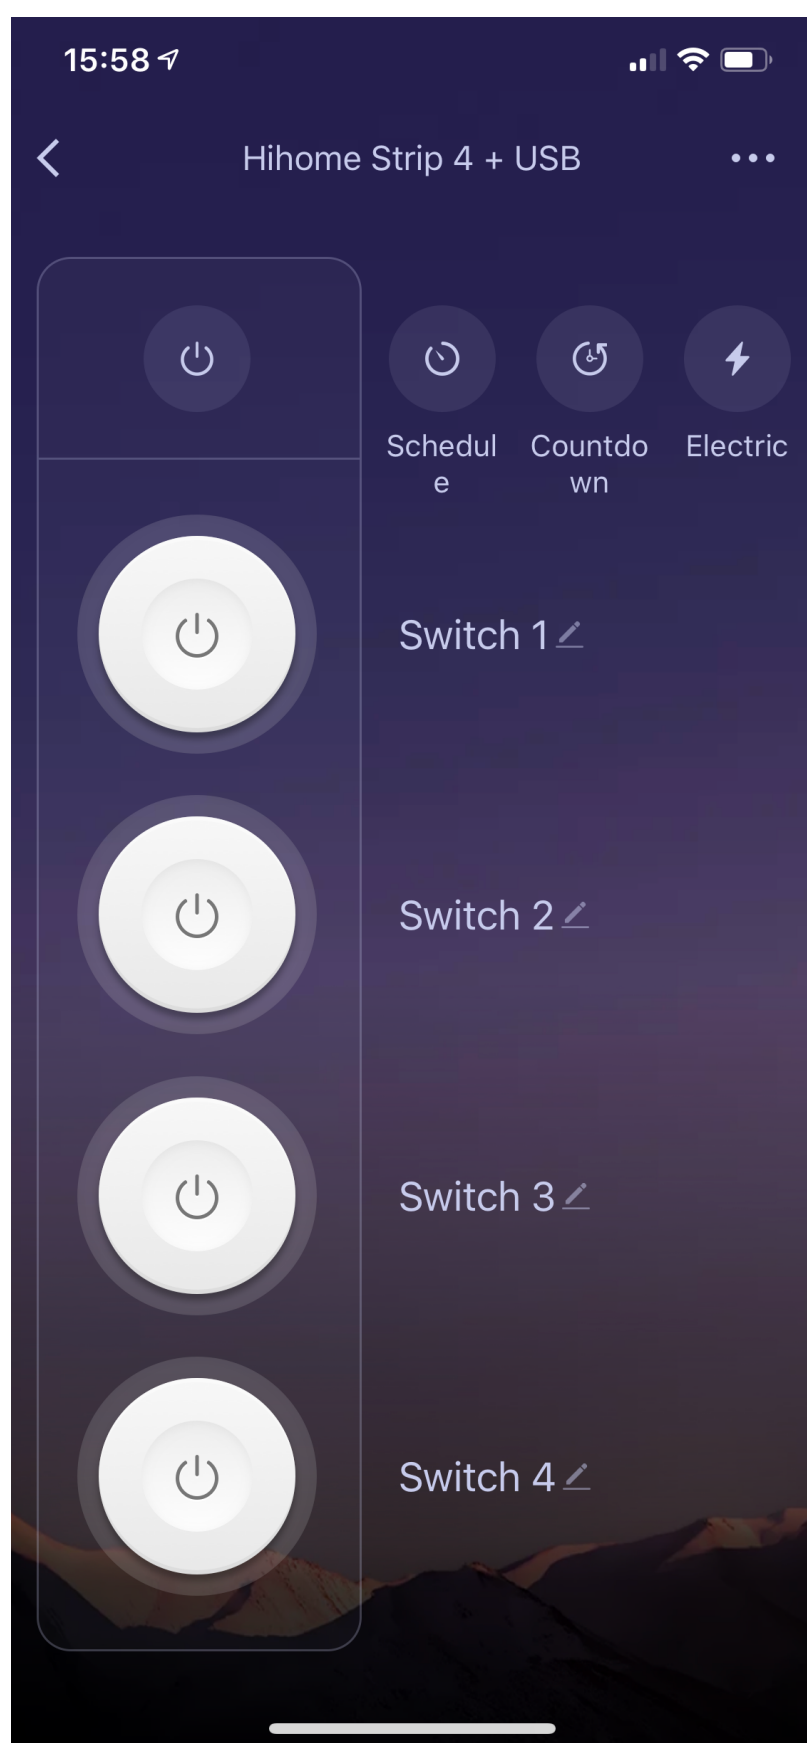 15:58
Hihome Strip 4 + USB
Schedul
e
Countdo
wn
Electric
Switch 1
Switch 2
Switch 3
Switch 4